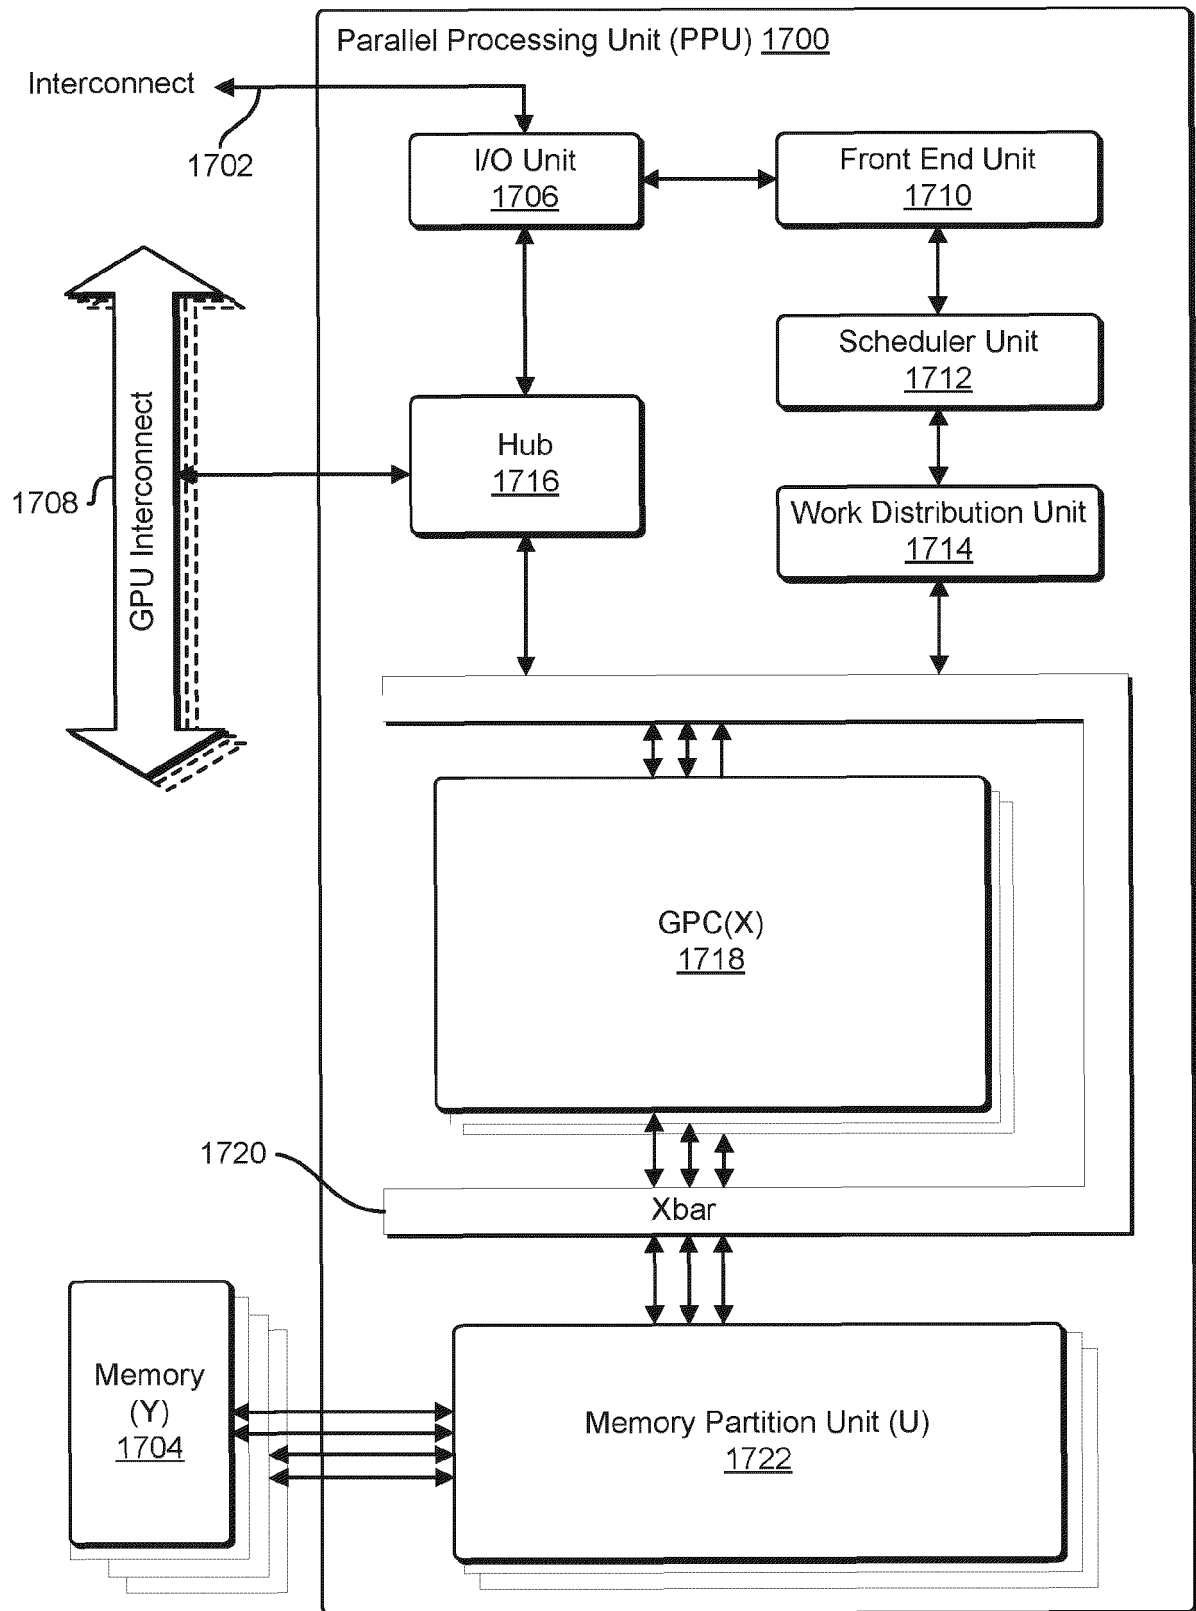 Parallel Processing Unit (PPU) 1700
Interconnect
1702
I/O Unit
1706
Front End Unit
1710
Scheduler Unit
1712
Hub
1716
1708
GPU Interconnect
Work Distribution Unit
1714
GPC(X)
1718
1720
Xbar
Memory
(Y)
1704
Memory Partition Unit (U)
1722